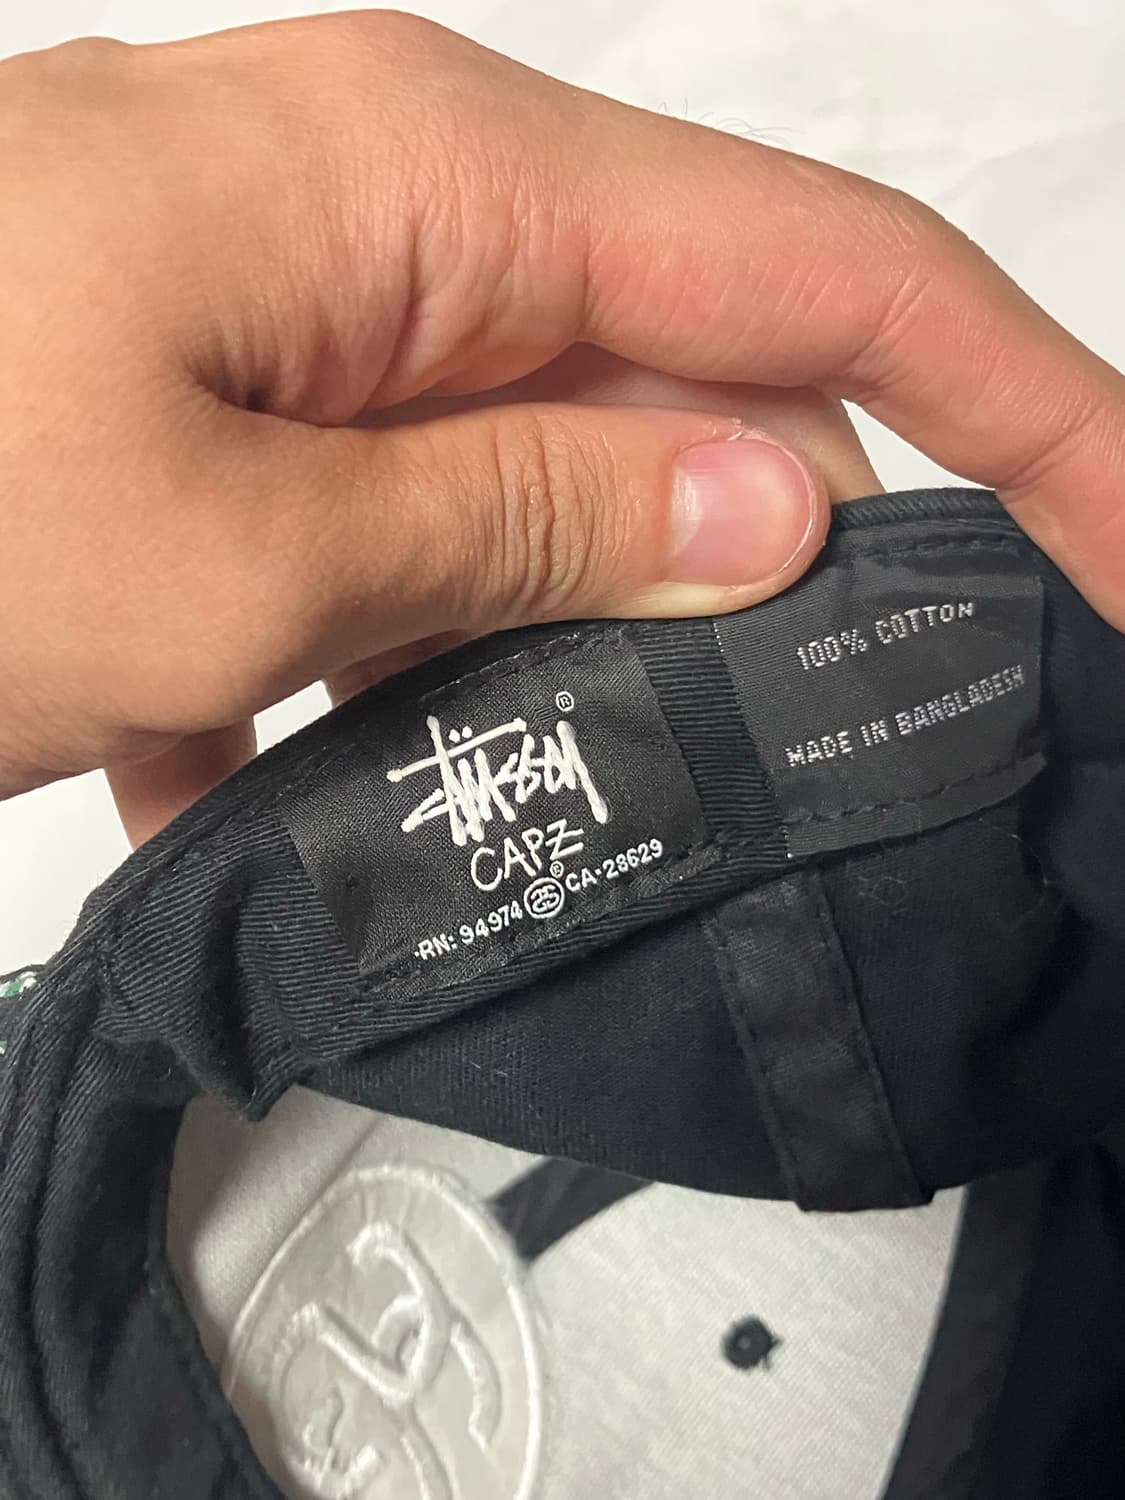 Stüssy ®
CAPZ
RN: 94974 ® CA-28629
100% COTTON
MADE IN BANGLADESH